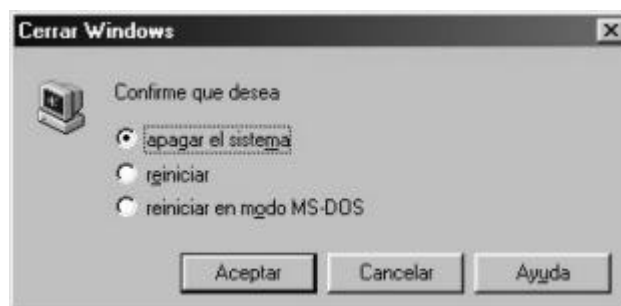 Cerrar Windows
Confirme que desea
apagar el sistema
reiniciar
reiniciar en modo MS-DOS
Aceptar Cancelar Ayuda